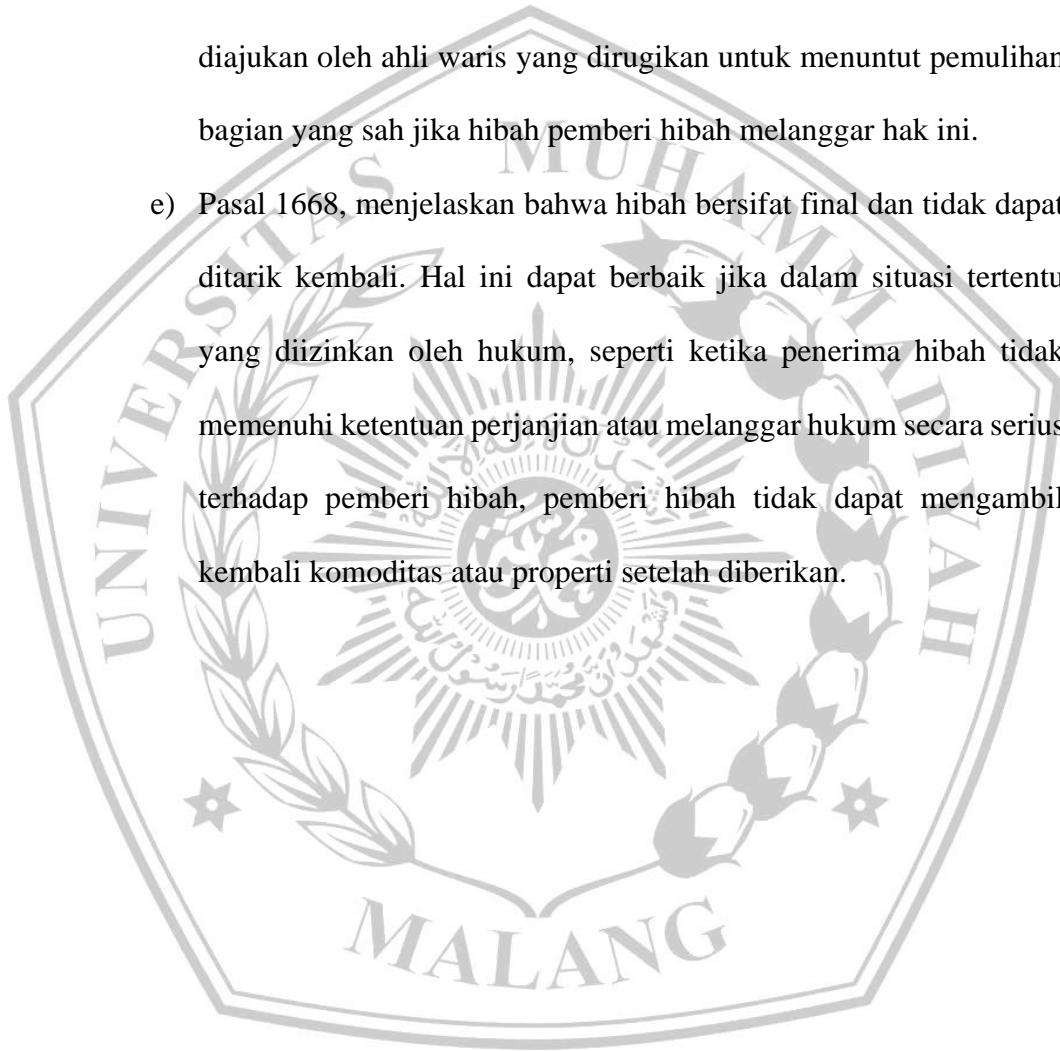 diajukan oleh ahli waris yang dirugikan untuk menuntut pemulihan
bagian yang sah jika hibah pemberi hibah melanggar hak ini.
e) Pasal 1668, menjelaskan bahwa hibah bersifat final dan tidak dapat
ditarik kembali. Hal ini dapat berbaik jika dalam situasi tertentu
yang diizinkan oleh hukum, seperti ketika penerima hibah tidak
memenuhi ketentuan perjanjian atau melanggar hukum secara serius
terhadap pemberi hibah, pemberi hibah tidak dapat mengambil
kembali komoditas atau properti setelah diberikan.
UNIVERSITAS MUHAMMADIYAH
MALANG